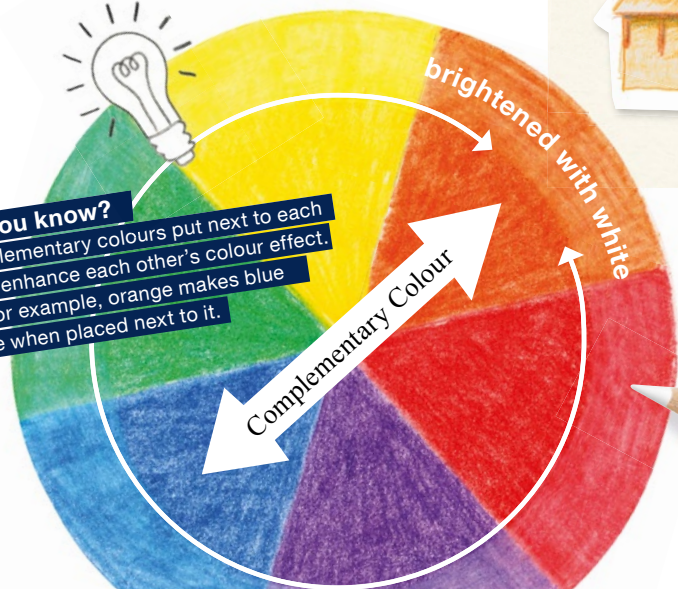 brightened with white
ou know?
lementary colours put next to each
enhance each other's colour effect.
or example, orange makes blue
e when placed next to it.
Complementary Colour